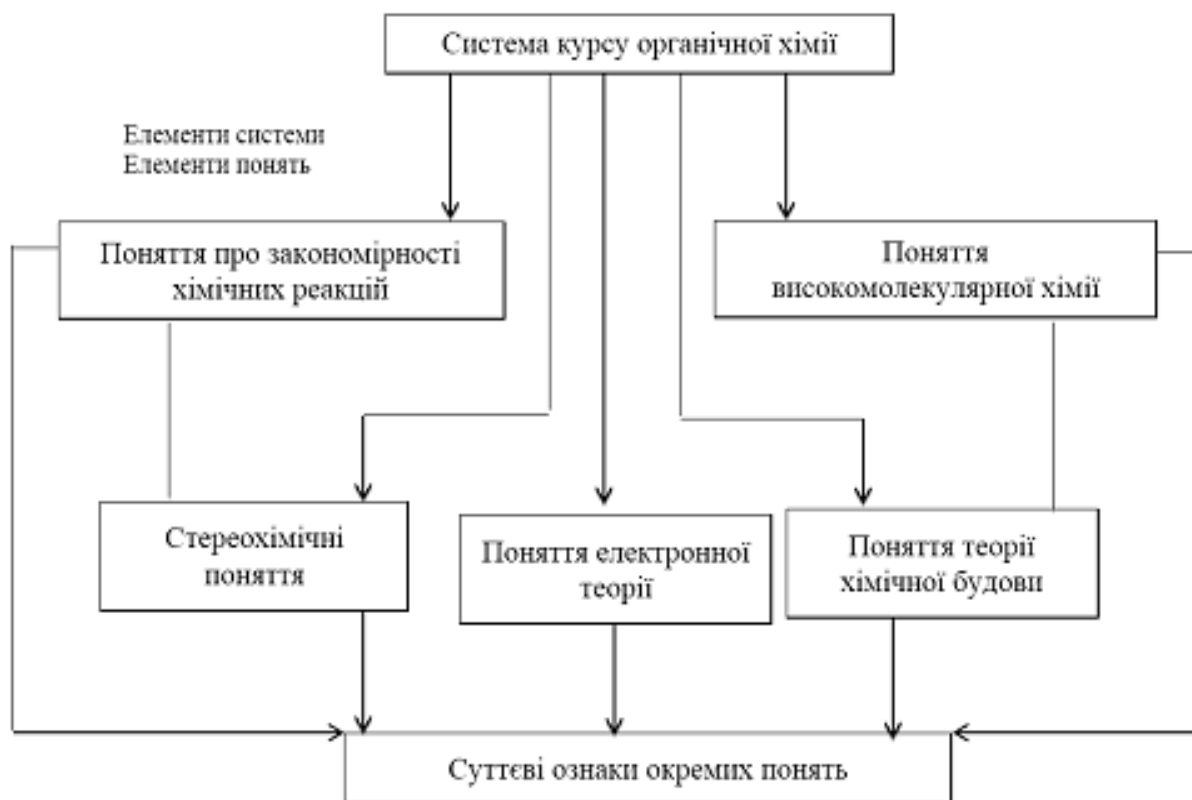 Система курсу органічної хімії
Елементи системи
Елементи понять
Поняття про закономірності
хімічних реакцій
Поняття
високомолекулярної хімії
Стереохімічні
поняття
Поняття електронної
теорії
Поняття теорії
хімічної будови
Суттєві ознаки окремих понять